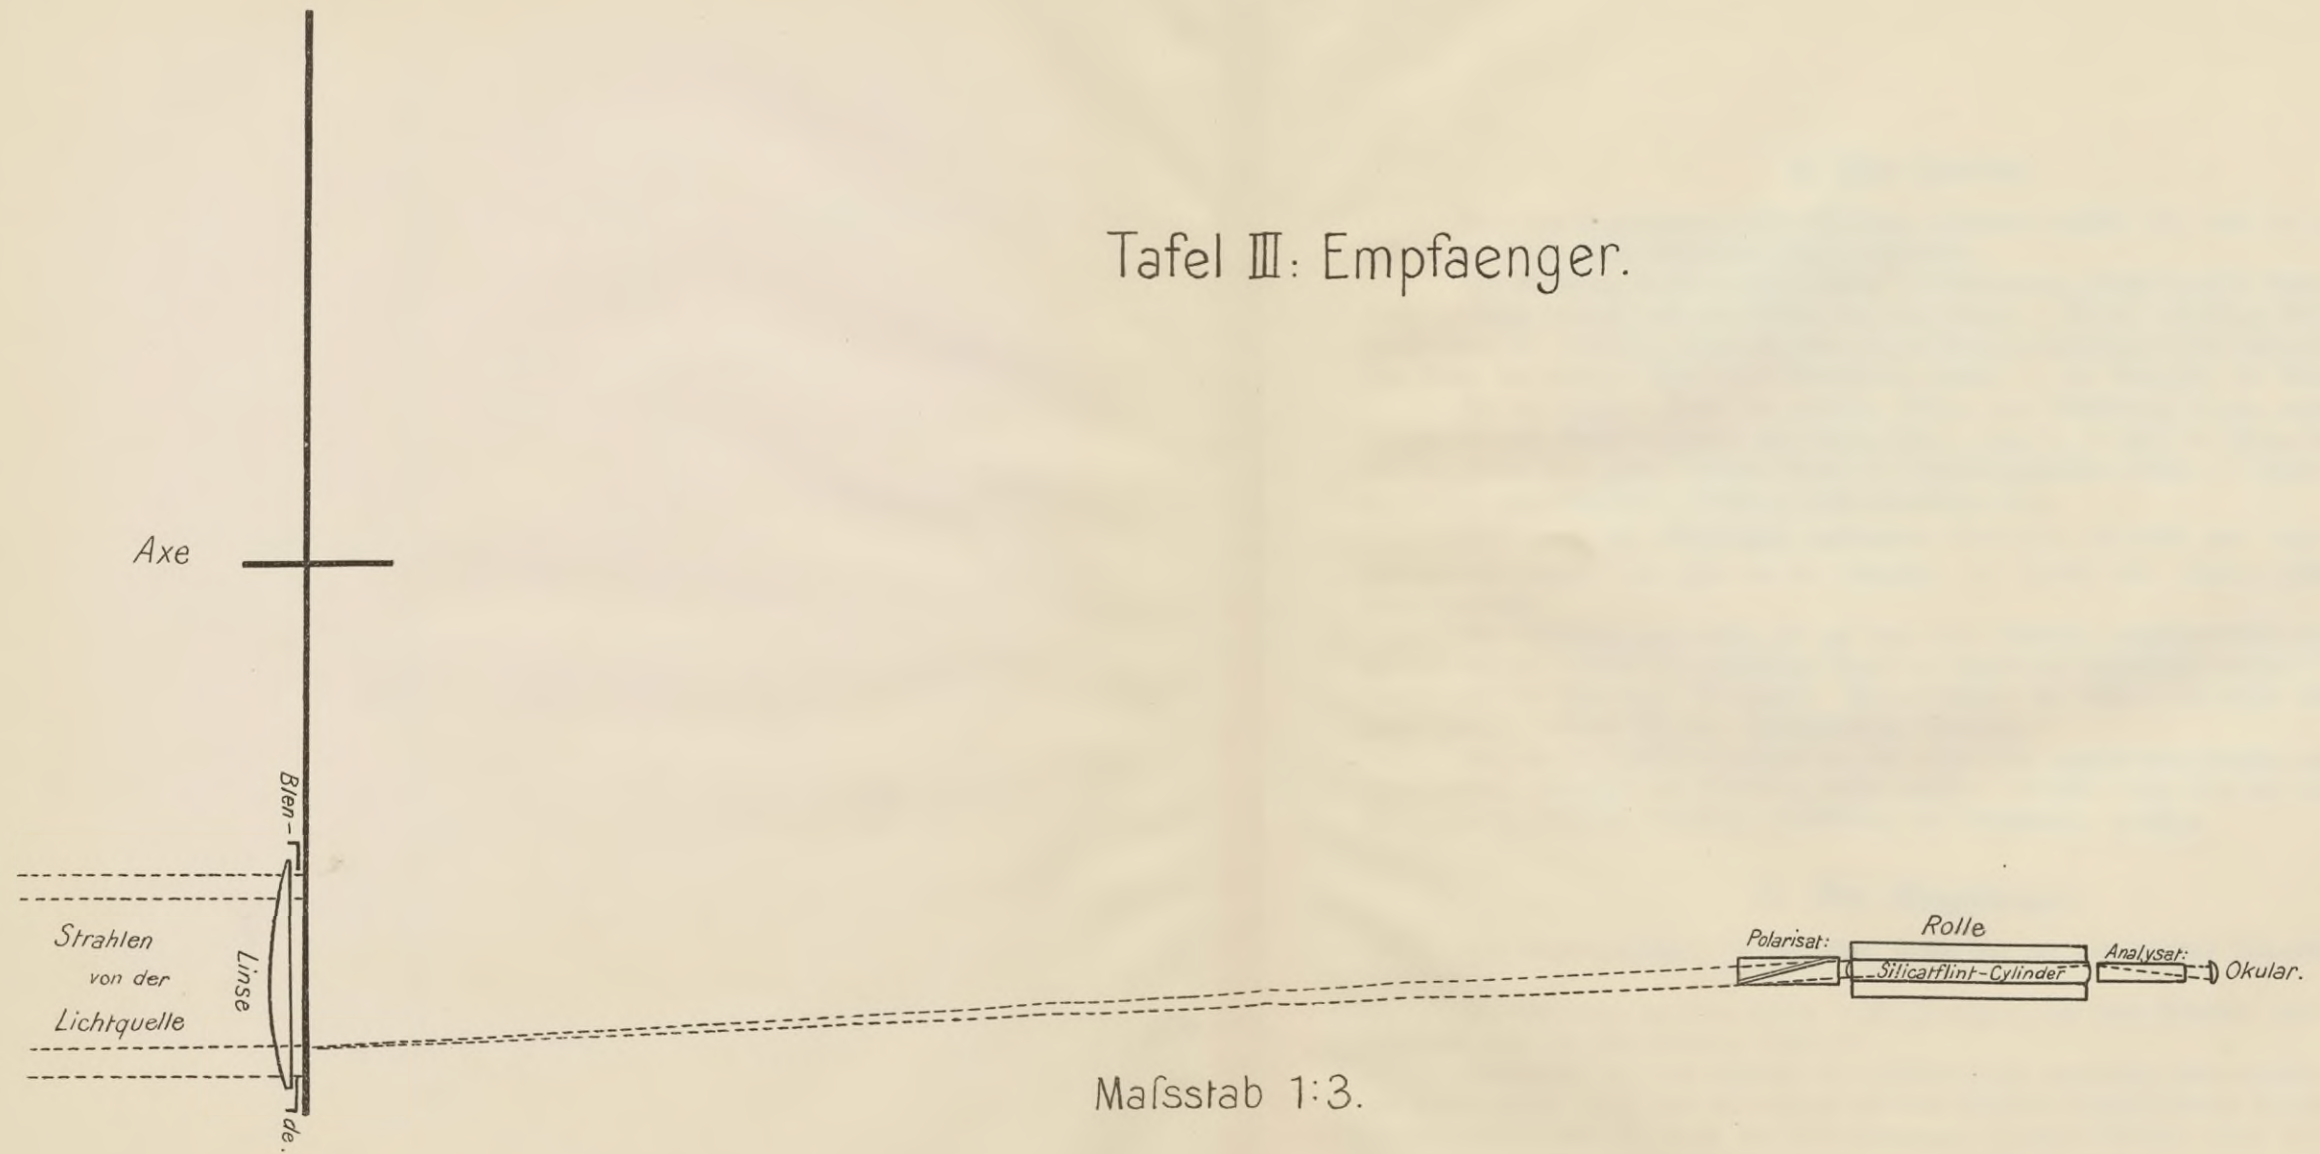 Tafel III: Empfaenger.
Axe
Blen-
Strahlen
von der
Lichtquelle
Linse
de.
Polarisat:
Rolle
Silicatflint-Cylinder
Analysat:
Okular.
Maſsstab 1:3.